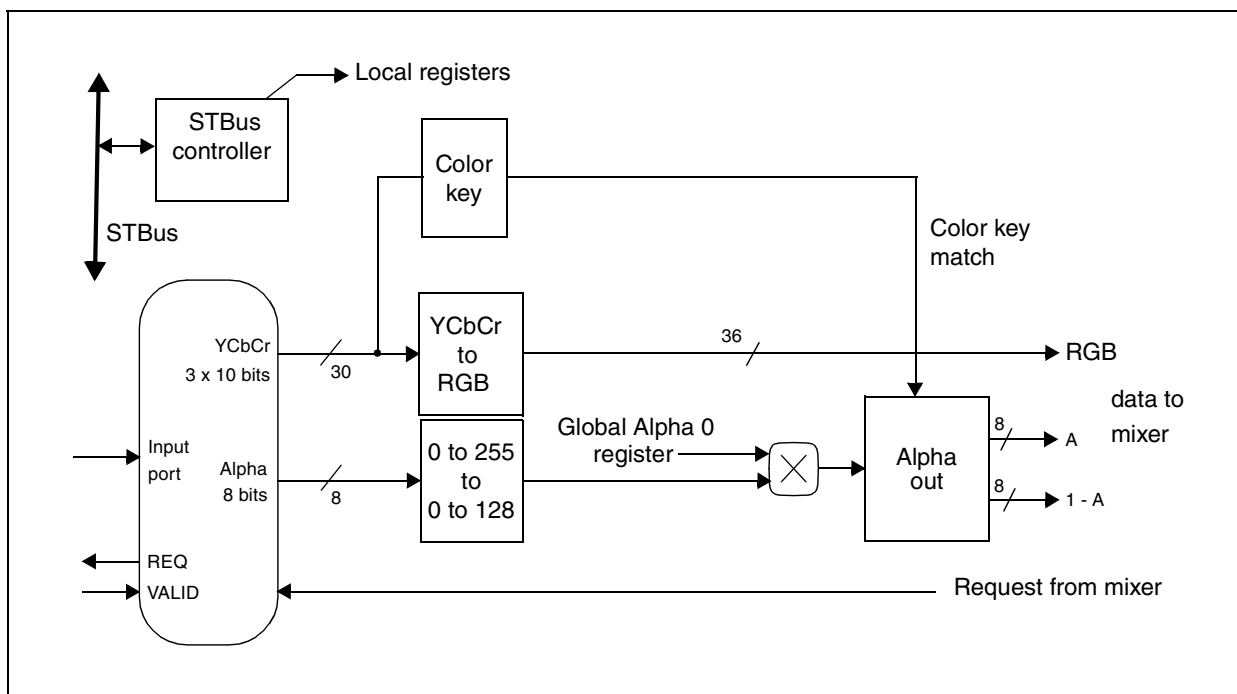 Local registers
STBus
controller
STBus
Color
key
Color key
match
YCbCr
3 x 10 bits
30
YCbCr
to
RGB
36
RGB
data to
mixer
Input
port
Alpha
8 bits
8
0 to 255
to
0 to 128
Global Alpha 0
register
Alpha
out
8
A
8
1 - A
REQ
VALID
Request from mixer